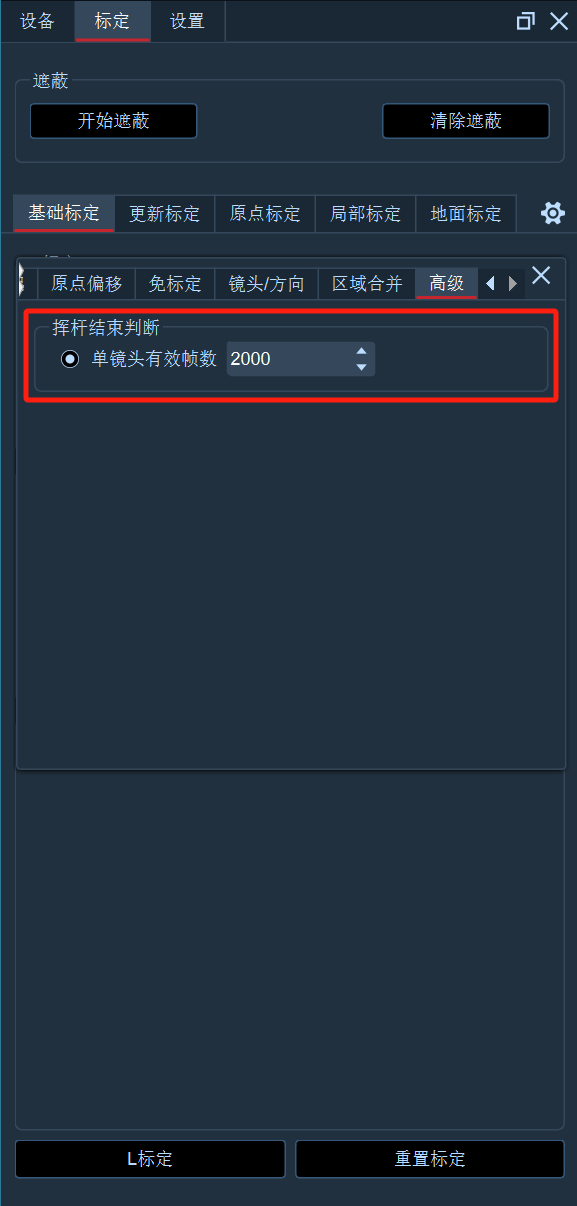 设备 标定 设置
遮蔽
开始遮蔽 清除遮蔽
基础标定 更新标定 原点标定 局部标定 地面标定
原点偏移 免标定 镜头/方向 区域合并 高级
挥杆结束判断
单镜头有效帧数 2000
L标定 重置标定